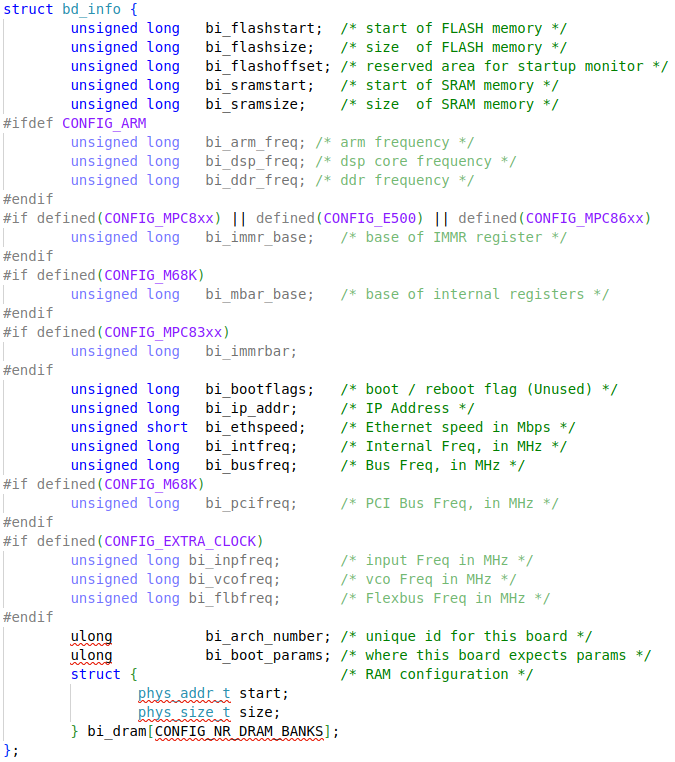 struct bd_info {
        unsigned long   bi_flashstart;  /* start of FLASH memory */
        unsigned long   bi_flashsize;   /* size  of FLASH memory */
        unsigned long   bi_flashoffset; /* reserved area for startup monitor */
        unsigned long   bi_sramstart;   /* start of SRAM memory */
        unsigned long   bi_sramsize;    /* size  of SRAM memory */
#ifdef CONFIG_ARM
        unsigned long   bi_arm_freq; /* arm frequency */
        unsigned long   bi_dsp_freq; /* dsp core frequency */
        unsigned long   bi_ddr_freq; /* ddr frequency */
#endif
#if defined(CONFIG_MPC8xx) || defined(CONFIG_E500) || defined(CONFIG_MPC86xx)
        unsigned long   bi_immr_base;   /* base of IMMR register */
#endif
#if defined(CONFIG_M68K)
        unsigned long   bi_mbar_base;   /* base of internal registers */
#endif
#if defined(CONFIG_MPC83xx)
        unsigned long   bi_immrbar;
#endif
        unsigned long   bi_bootflags;   /* boot / reboot flag (Unused) */
        unsigned long   bi_ip_addr;     /* IP Address */
        unsigned short  bi_ethspeed;    /* Ethernet speed in Mbps */
        unsigned long   bi_intfreq;     /* Internal Freq, in MHz */
        unsigned long   bi_busfreq;     /* Bus Freq, in MHz */
#if defined(CONFIG_M68K)
        unsigned long   bi_pcifreq;     /* PCI Bus Freq, in MHz */
#endif
#if defined(CONFIG_EXTRA_CLOCK)
        unsigned long bi_inpfreq;       /* input Freq in MHz */
        unsigned long bi_vcofreq;       /* vco Freq in MHz */
        unsigned long bi_flbfreq;       /* Flexbus Freq in MHz */
#endif
        ulong           bi_arch_number; /* unique id for this board */
        ulong           bi_boot_params; /* where this board expects params */
        struct {                        /* RAM configuration */
                phys_addr_t start;
                phys_size_t size;
        } bi_dram[CONFIG_NR_DRAM_BANKS];
};